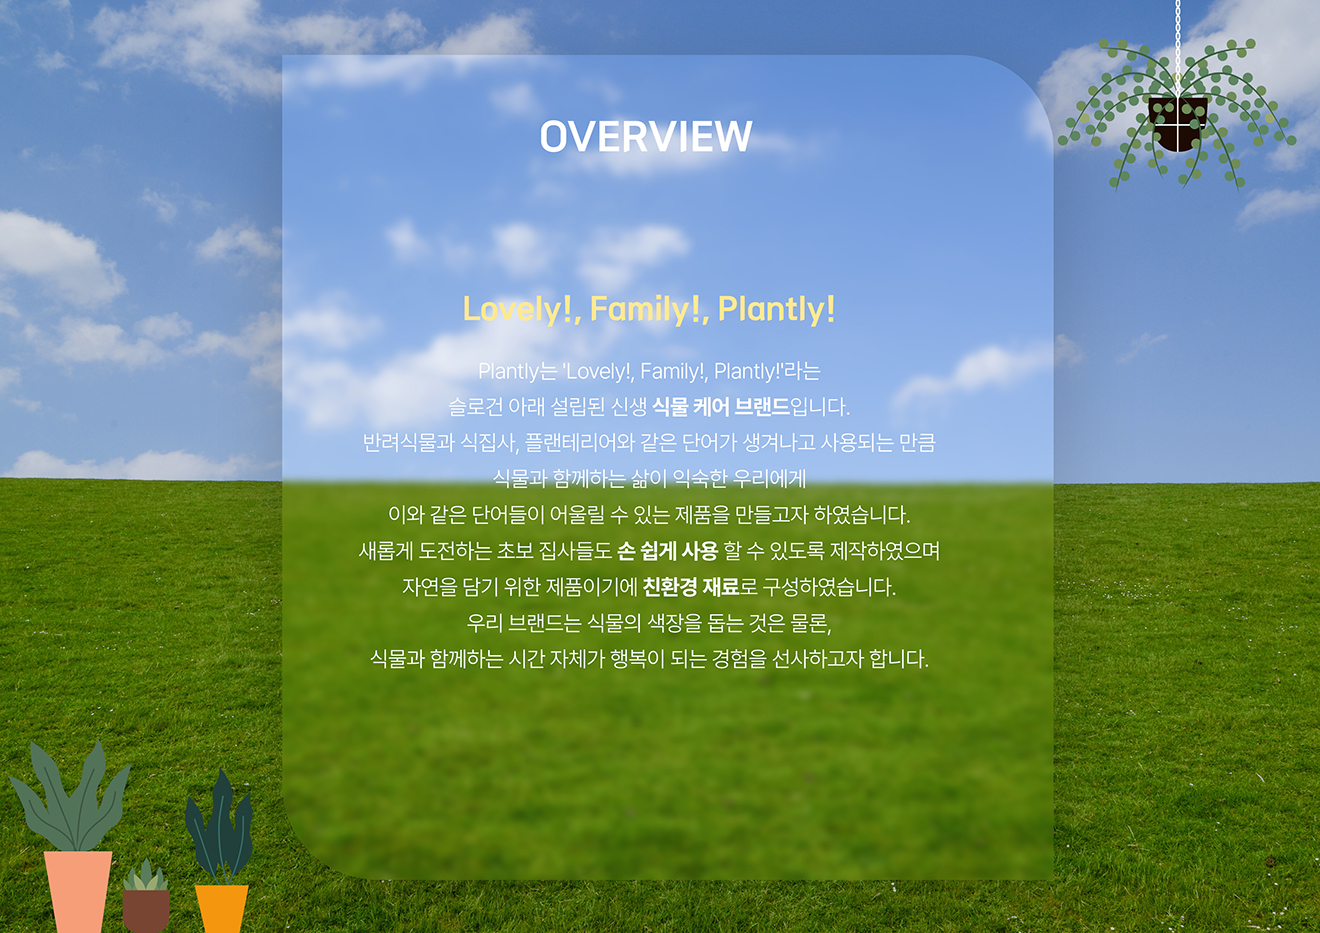 OVERVIEW
Lovely!, Family!, Plantly!
Plantly는 'Lovely!, Family!, Plantly!'라는
슬로건 아래 설립된 신생 식물 케어 브랜드입니다.
반려식물과 식집사, 플랜테리어와 같은 단어가 생겨나고 사용되는 만큼
식물과 함께하는 삶이 익숙한 우리에게
이와 같은 단어들이 어울릴 수 있는 제품을 만들고자 하였습니다.
새롭게 도전하는 초보 집사들도 손 쉽게 사용 할 수 있도록 제작하였으며
자연을 담기 위한 제품이기에 친환경 재료로 구성하였습니다.
우리 브랜드는 식물의 색장을 돕는 것은 물론,
식물과 함께하는 시간 자체가 행복이 되는 경험을 선사하고자 합니다.